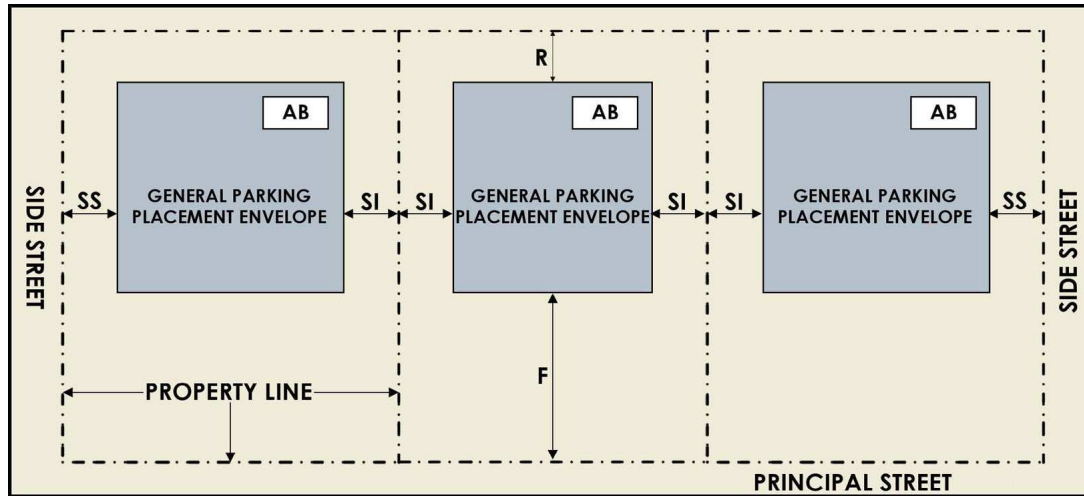 R
AB
AB
AB
SIDE STREET
SS
GENERAL PARKING
PLACEMENT ENVELOPE
SI
SI
GENERAL PARKING
PLACEMENT ENVELOPE
SI
SI
GENERAL PARKING
PLACEMENT ENVELOPE
SS
SIDE STREET
F
PROPERTY LINE
PRINCIPAL STREET